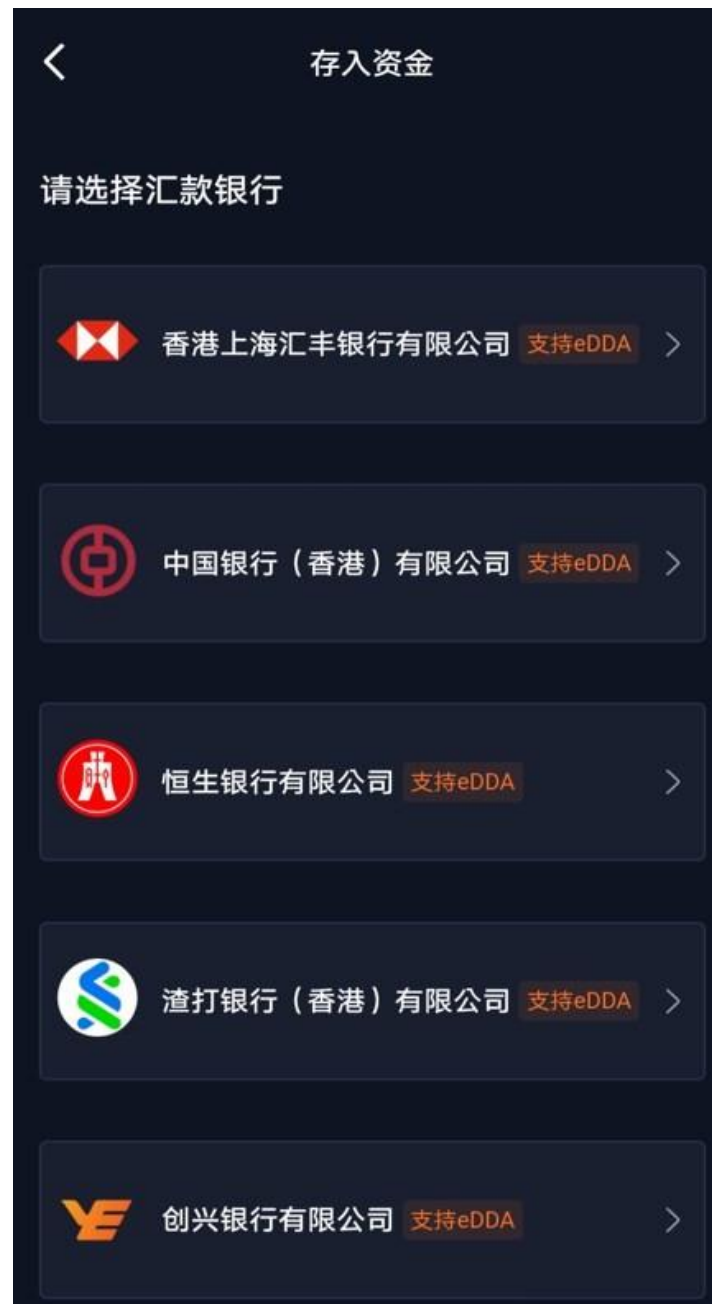 存入资金
请选择汇款银行
香港上海汇丰银行有限公司 支持eDDA
中国银行（香港）有限公司 支持eDDA
恒生银行有限公司 支持eDDA
渣打银行（香港）有限公司 支持eDDA
创兴银行有限公司 支持eDDA